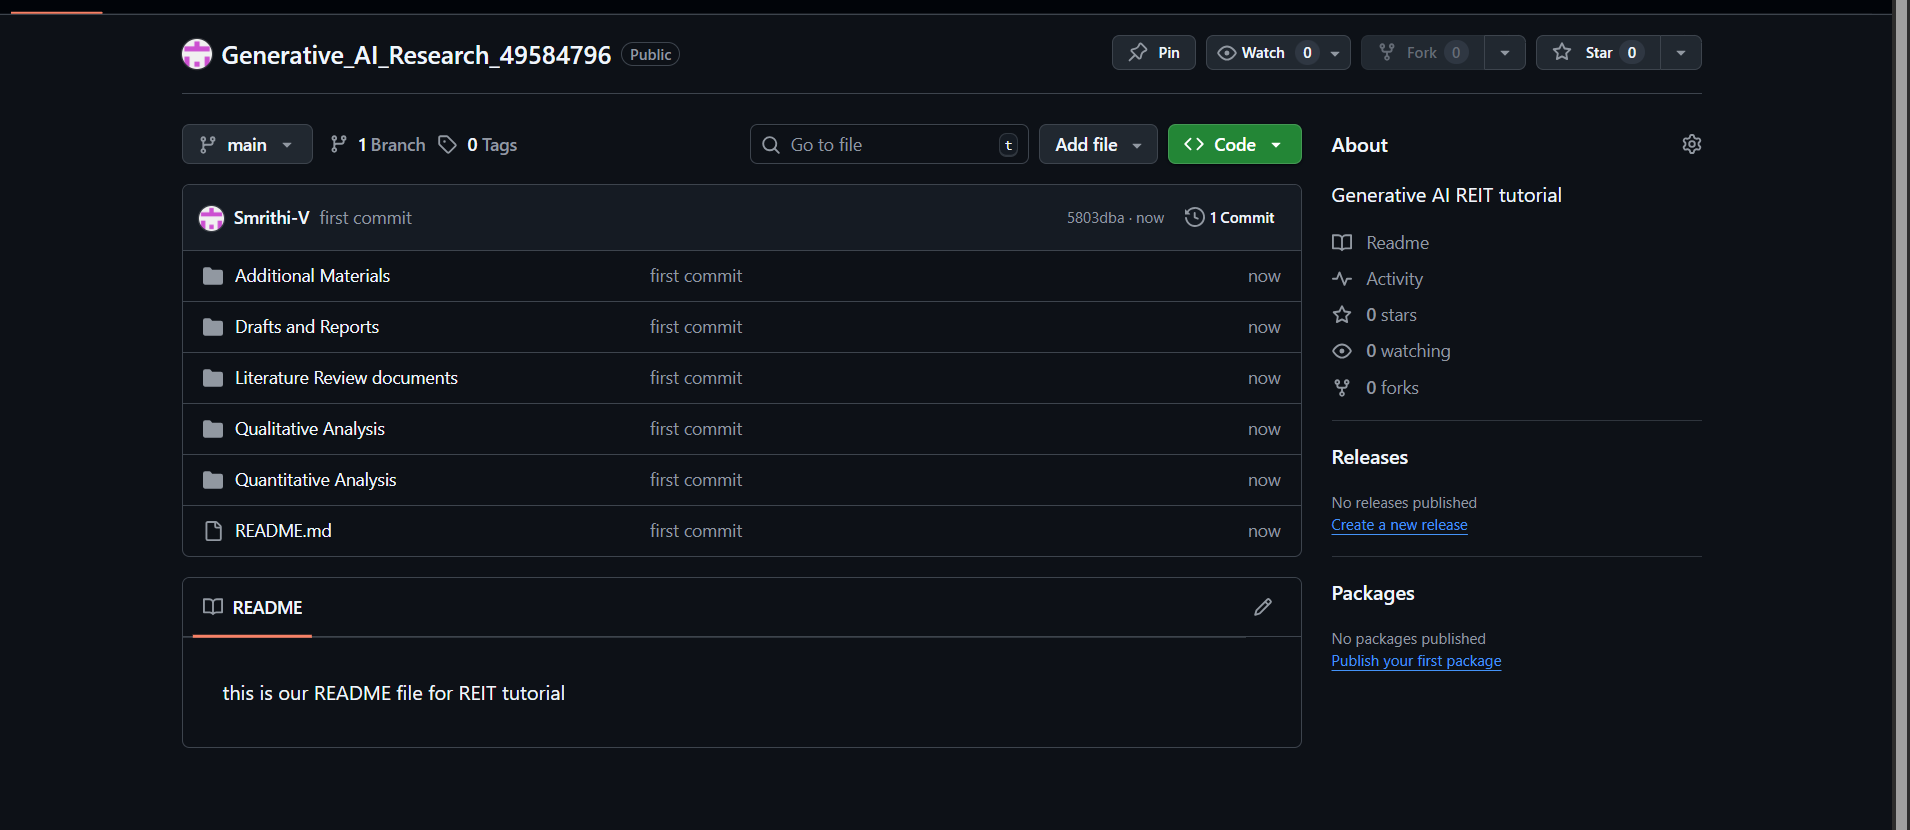 Generative_AI_Research_49584796 Public Pin Watch 0 Fork 0 Star 0
main 1 Branch 0 Tags Go to file t Add file Code
Smrithi-V first commit 5803dba · now 1 Commit
Additional Materials first commit now
Drafts and Reports first commit now
Literature Review documents first commit now
Qualitative Analysis first commit now
Quantitative Analysis first commit now
README.md first commit now
README
this is our README file for REIT tutorial
About
Generative AI REIT tutorial
Readme
Activity
0 stars
0 watching
0 forks
Releases
No releases published
Create a new release
Packages
No packages published
Publish your first package